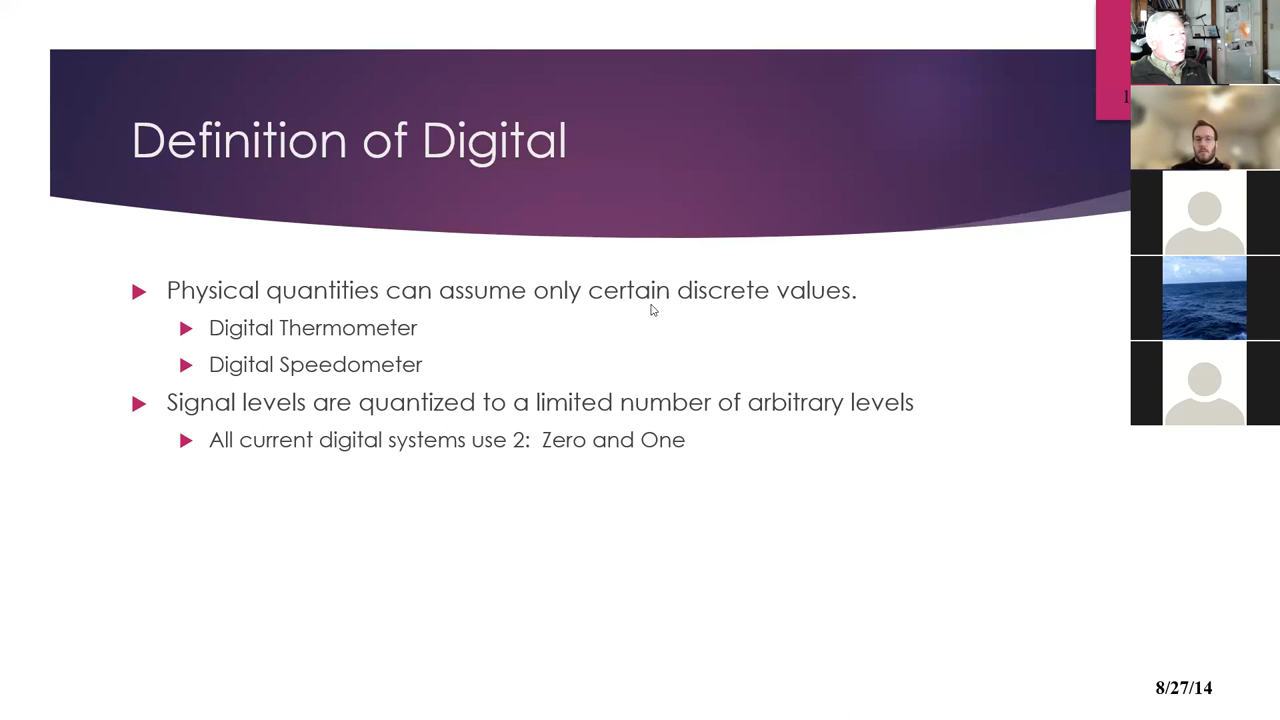 Definition of Digital
1
Physical quantities can assume only certain discrete values.
Digital Thermometer
Digital Speedometer
Signal levels are quantized to a limited number of arbitrary levels
All current digital systems use 2:  Zero and One
8/27/14